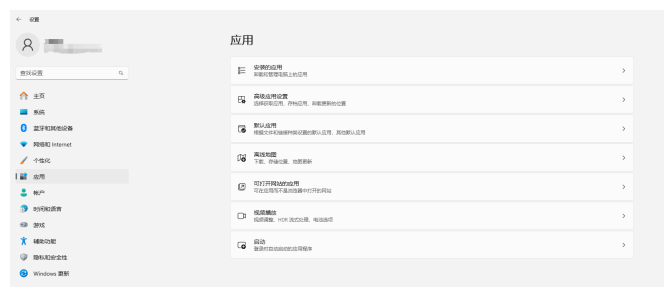 设置
查找设置
主页
系统
蓝牙和其他设备
网络和 Internet
个性化
应用
帐户
时间和语言
游戏
辅助功能
隐私和安全性
Windows 更新
应用
安装的应用
卸载和管理电脑上的应用
高级应用设置
选择获取应用、存档应用、卸载更新的位置
默认应用
根据文件和链接种类设置的默认应用、其他默认应用
离线地图
下载、存储位置、地图更新
可打开网站的应用
可在应用而不是浏览器中打开的网站
视频播放
视频调整、HDR 流式处理、电池选项
启动
登录时自动启动的应用程序